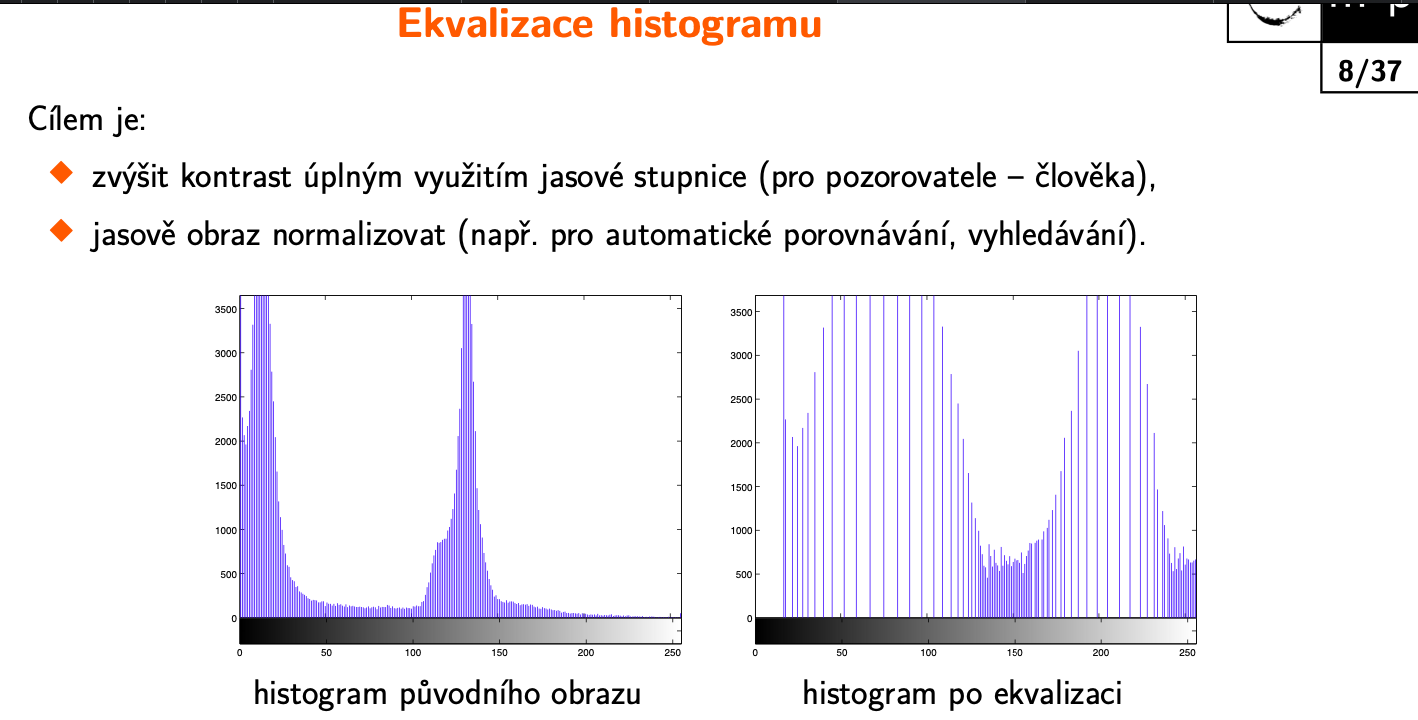 Ekvalizace histogramu
m p
8/37
Cílem je:
zvýšit kontrast úplným využitím jasové stupnice (pro pozorovatele – člověka),
jasově obraz normalizovat (např. pro automatické porovnávání, vyhledávání).
3500
3000
2500
2000
1500
1000
500
0
0 50 100 150 200 250
3500
3000
2500
2000
1500
1000
500
0
0 50 100 150 200 250
histogram původního obrazu
histogram po ekvalizaci